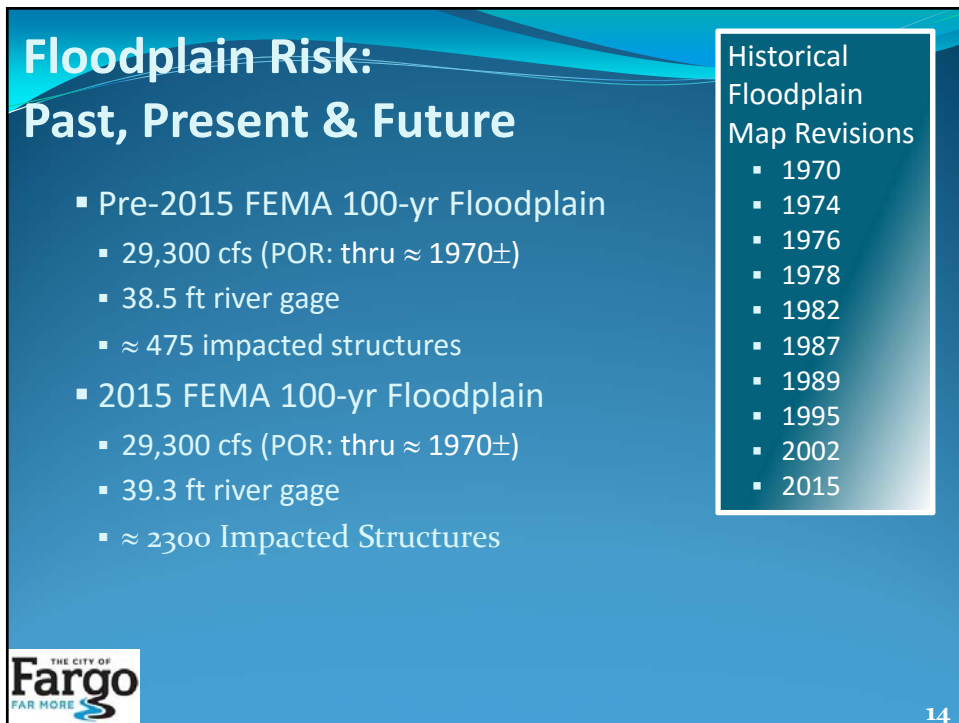 Floodplain Risk:
Past, Present & Future
▪ Pre-2015 FEMA 100-yr Floodplain
▪ 29,300 cfs (POR: thru ≈ 1970±)
▪ 38.5 ft river gage
▪ ≈ 475 impacted structures
▪ 2015 FEMA 100-yr Floodplain
▪ 29,300 cfs (POR: thru ≈ 1970±)
▪ 39.3 ft river gage
▪ ≈ 2300 Impacted Structures
Historical
Floodplain
Map Revisions
▪ 1970
▪ 1974
▪ 1976
▪ 1978
▪ 1982
▪ 1987
▪ 1989
▪ 1995
▪ 2002
▪ 2015
THE CITY OF
Fargo
FAR MORE
14